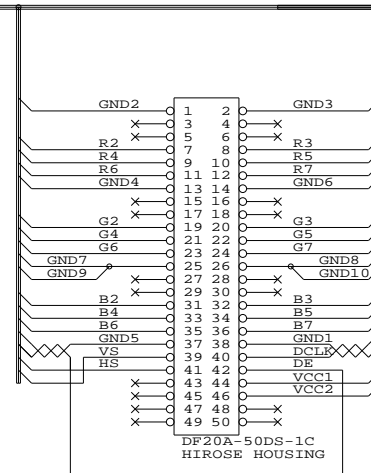 GND2 1 2 GND3
3 4
5 6
R2 7 8 R3
R4 9 10 R5
R6 11 12 R7
GND4 13 14 GND6
15 16
17 18
G2 19 20 G3
G4 21 22 G5
G6 23 24 G7
GND7 25 26 GND8
GND9 GND10
27 28
29 30
B2 31 32 B3
B4 33 34 B5
B6 35 36 B7
GND5 37 38 GND1
VS 39 40 DCLK
HS 41 42 DE
43 44 VCC1
45 46 VCC2
47 48
49 50
DF20A-50DS-1C
HIROSE HOUSING